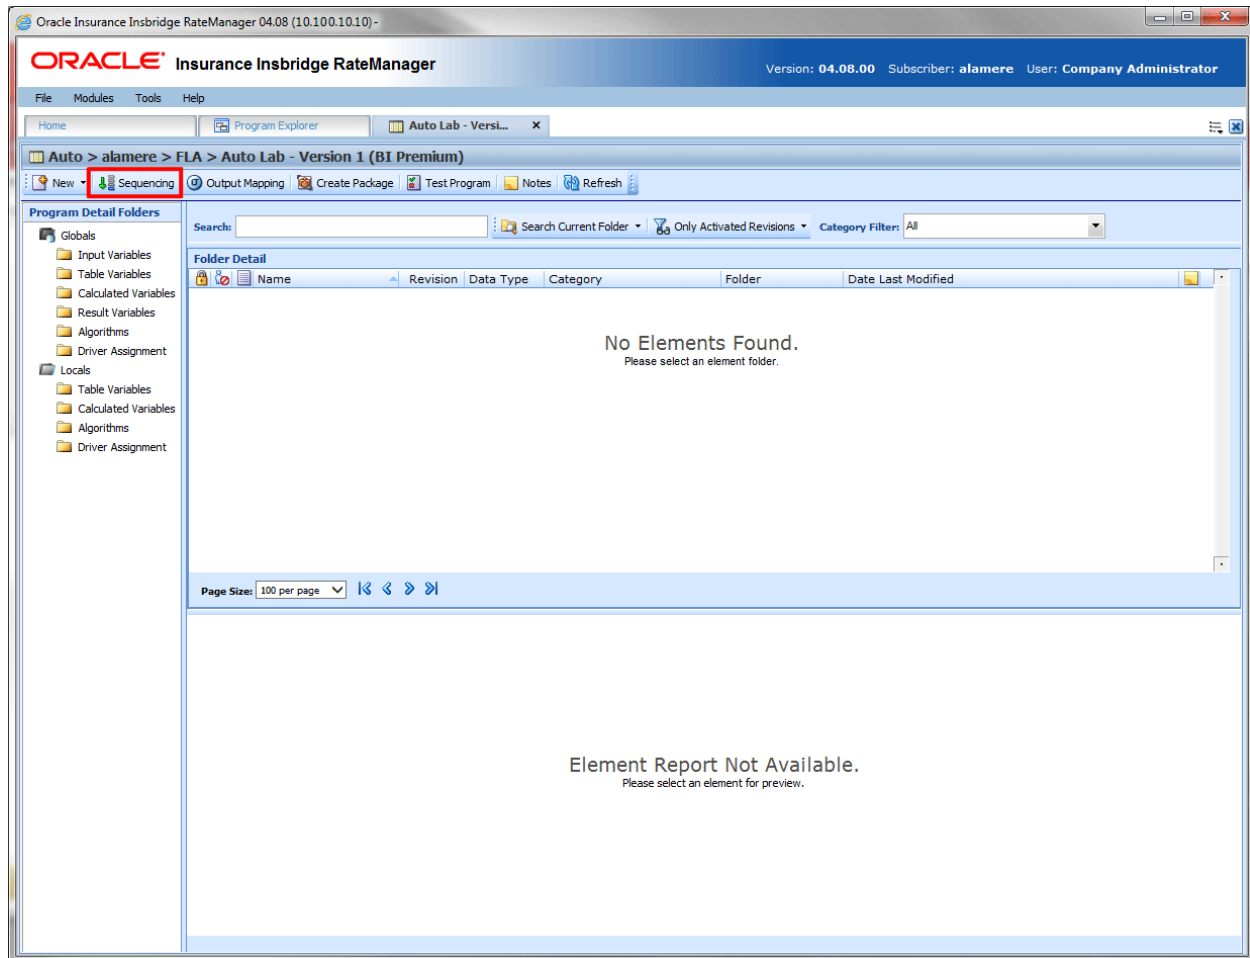 Oracle Insurance Insbridge RateManager 04.08 (10.100.10.10) -
ORACLE Insurance Insbridge RateManager
Version: 04.08.00 Subscriber: alamere User: Company Administrator
File Modules Tools Help
Home Program Explorer Auto Lab - Versi...
Auto > alamere > FLA > Auto Lab - Version 1 (BI Premium)
New Sequencing Output Mapping Create Package Test Program Notes Refresh
Program Detail Folders
Globals
Input Variables
Table Variables
Calculated Variables
Result Variables
Algorithms
Driver Assignment
Locals
Table Variables
Calculated Variables
Algorithms
Driver Assignment
Search: Search Current Folder Only Activated Revisions Category Filter: All
Folder Detail
Name Revision Data Type Category Folder Date Last Modified
No Elements Found.
Please select an element folder.
Page Size: 100 per page
Element Report Not Available.
Please select an element for preview.